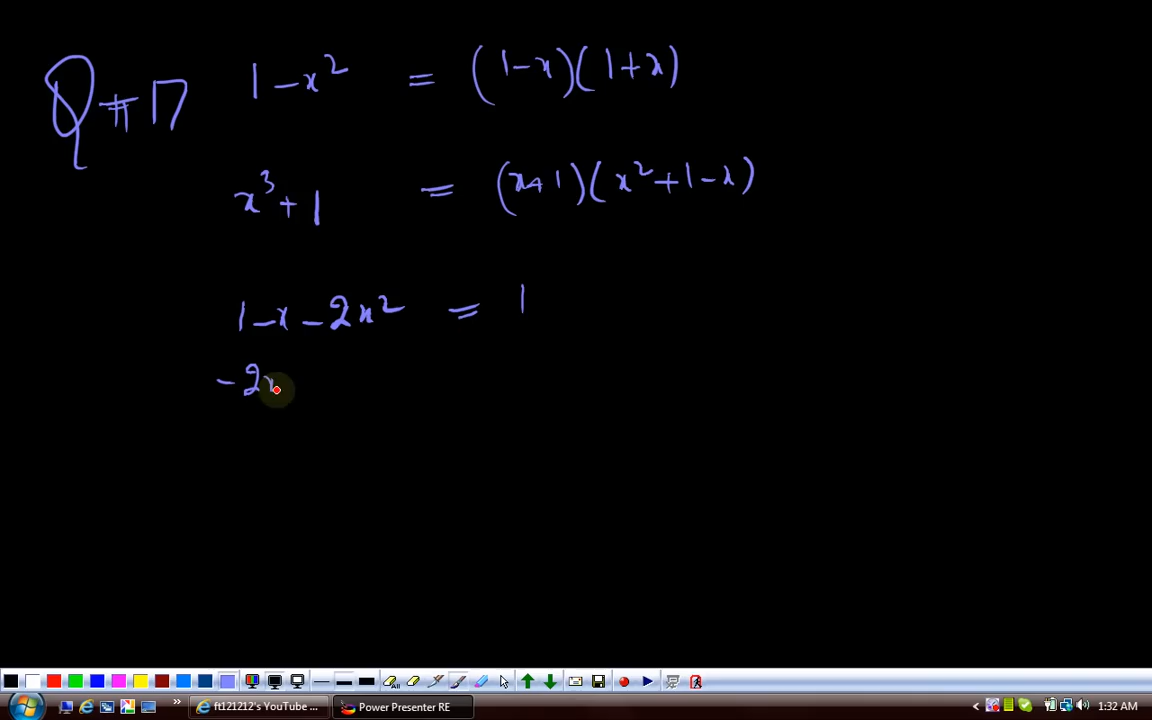 Q # 17 1-x² = (1-x)(1+x)
x³+1 = (x+1)(x²+1-x)
1-x-2x² = 1
-2x
ft121212's YouTube ... Power Presenter RE 1:32 AM